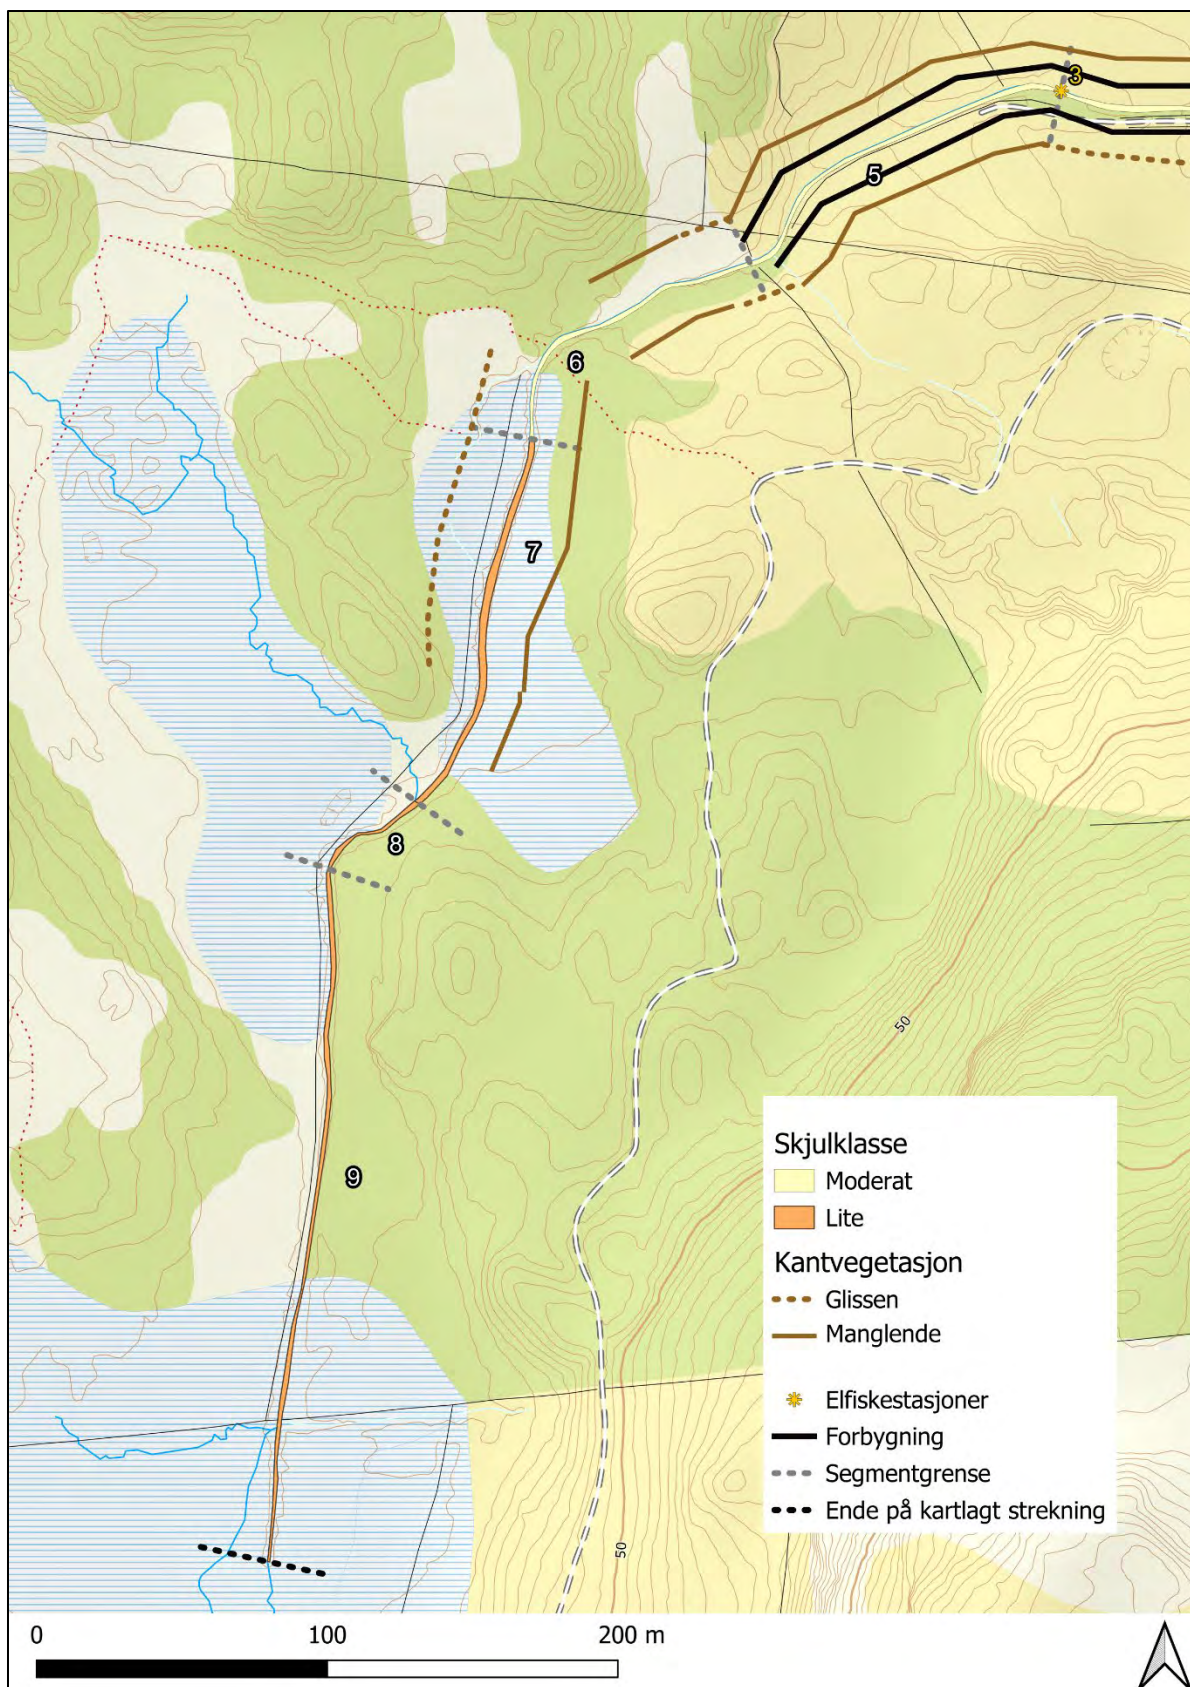 3
5
6
7
8
50
9
Skjulklasse
Moderat
Lite
Kantvegetasjon
Glissen
Manglende
Elfiskestasjoner
Forbygning
Segmentgrense
Ende på kartlagt strekning
50
0 100 200 m